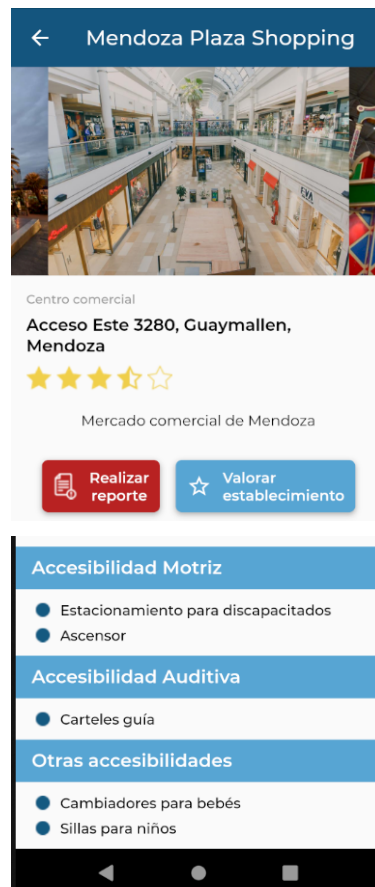 Mendoza Plaza Shopping
EVA
Centro comercial
Acceso Este 3280, Guaymallen,
Mendoza
Mercado comercial de Mendoza
Realizar
reporte
Valorar
establecimiento
Accesibilidad Motriz
Estacionamiento para discapacitados
Ascensor
Accesibilidad Auditiva
Carteles guía
Otras accesibilidades
Cambiadores para bebés
Sillas para niños